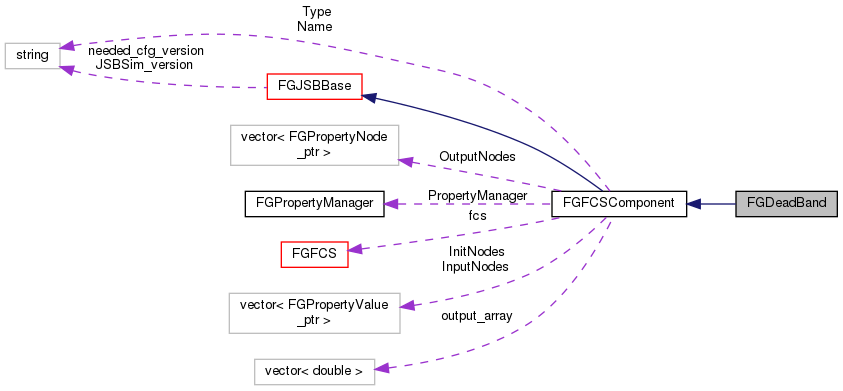 Type
Name
string
needed_cfg_version
JSBSim_version
FGJSBBase
vector< FGPropertyNode
_ptr >
OutputNodes
FGPropertyManager
PropertyManager
FGFCSComponent
FGDeadBand
fcs
FGFCS
InitNodes
InputNodes
vector< FGPropertyValue
_ptr >
output_array
vector< double >